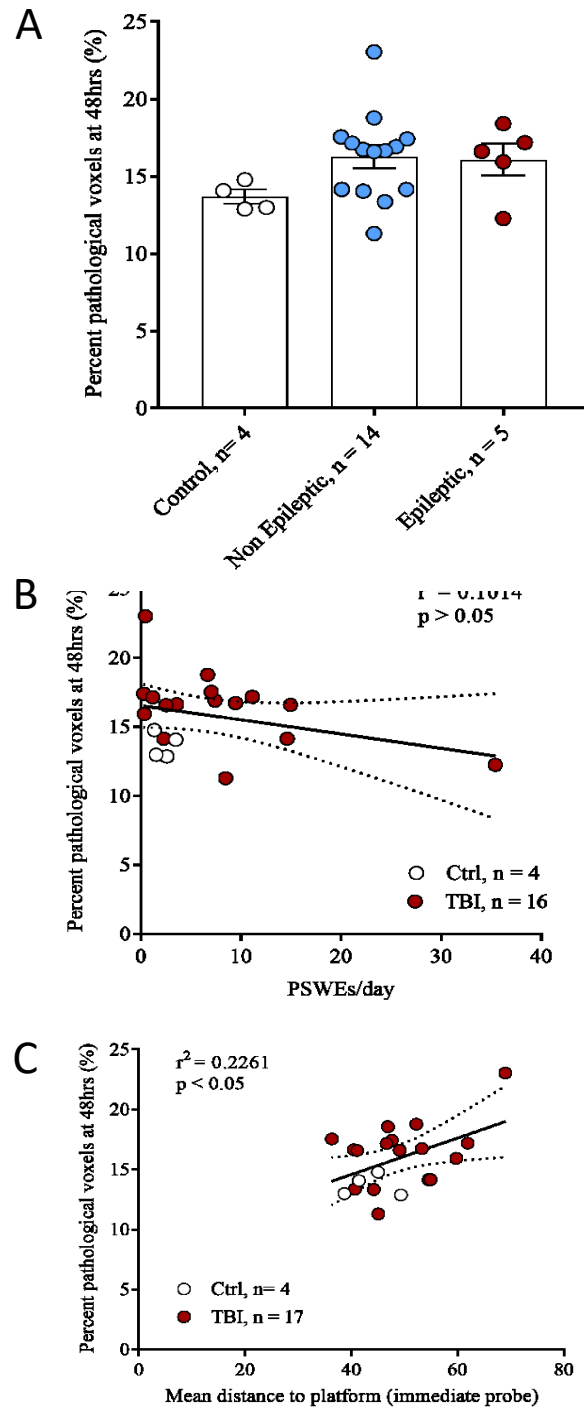 A
Percent pathological voxels at 48hrs (%)
25
20
15
10
5
0
Control, n= 4
Non Epileptic, n = 14
Epileptic, n = 5
B
Percent pathological voxels at 48hrs (%)
25
20
15
10
5
0
p > 0.05
Ctrl, n = 4
TBI, n = 16
0
10
20
30
40
PSWEs/day
C
Percent pathological voxels at 48hrs (%)
25
20
15
10
5
0
r² = 0.2261
p < 0.05
Ctrl, n= 4
TBI, n = 17
0
20
40
60
80
Mean distance to platform (immediate probe)